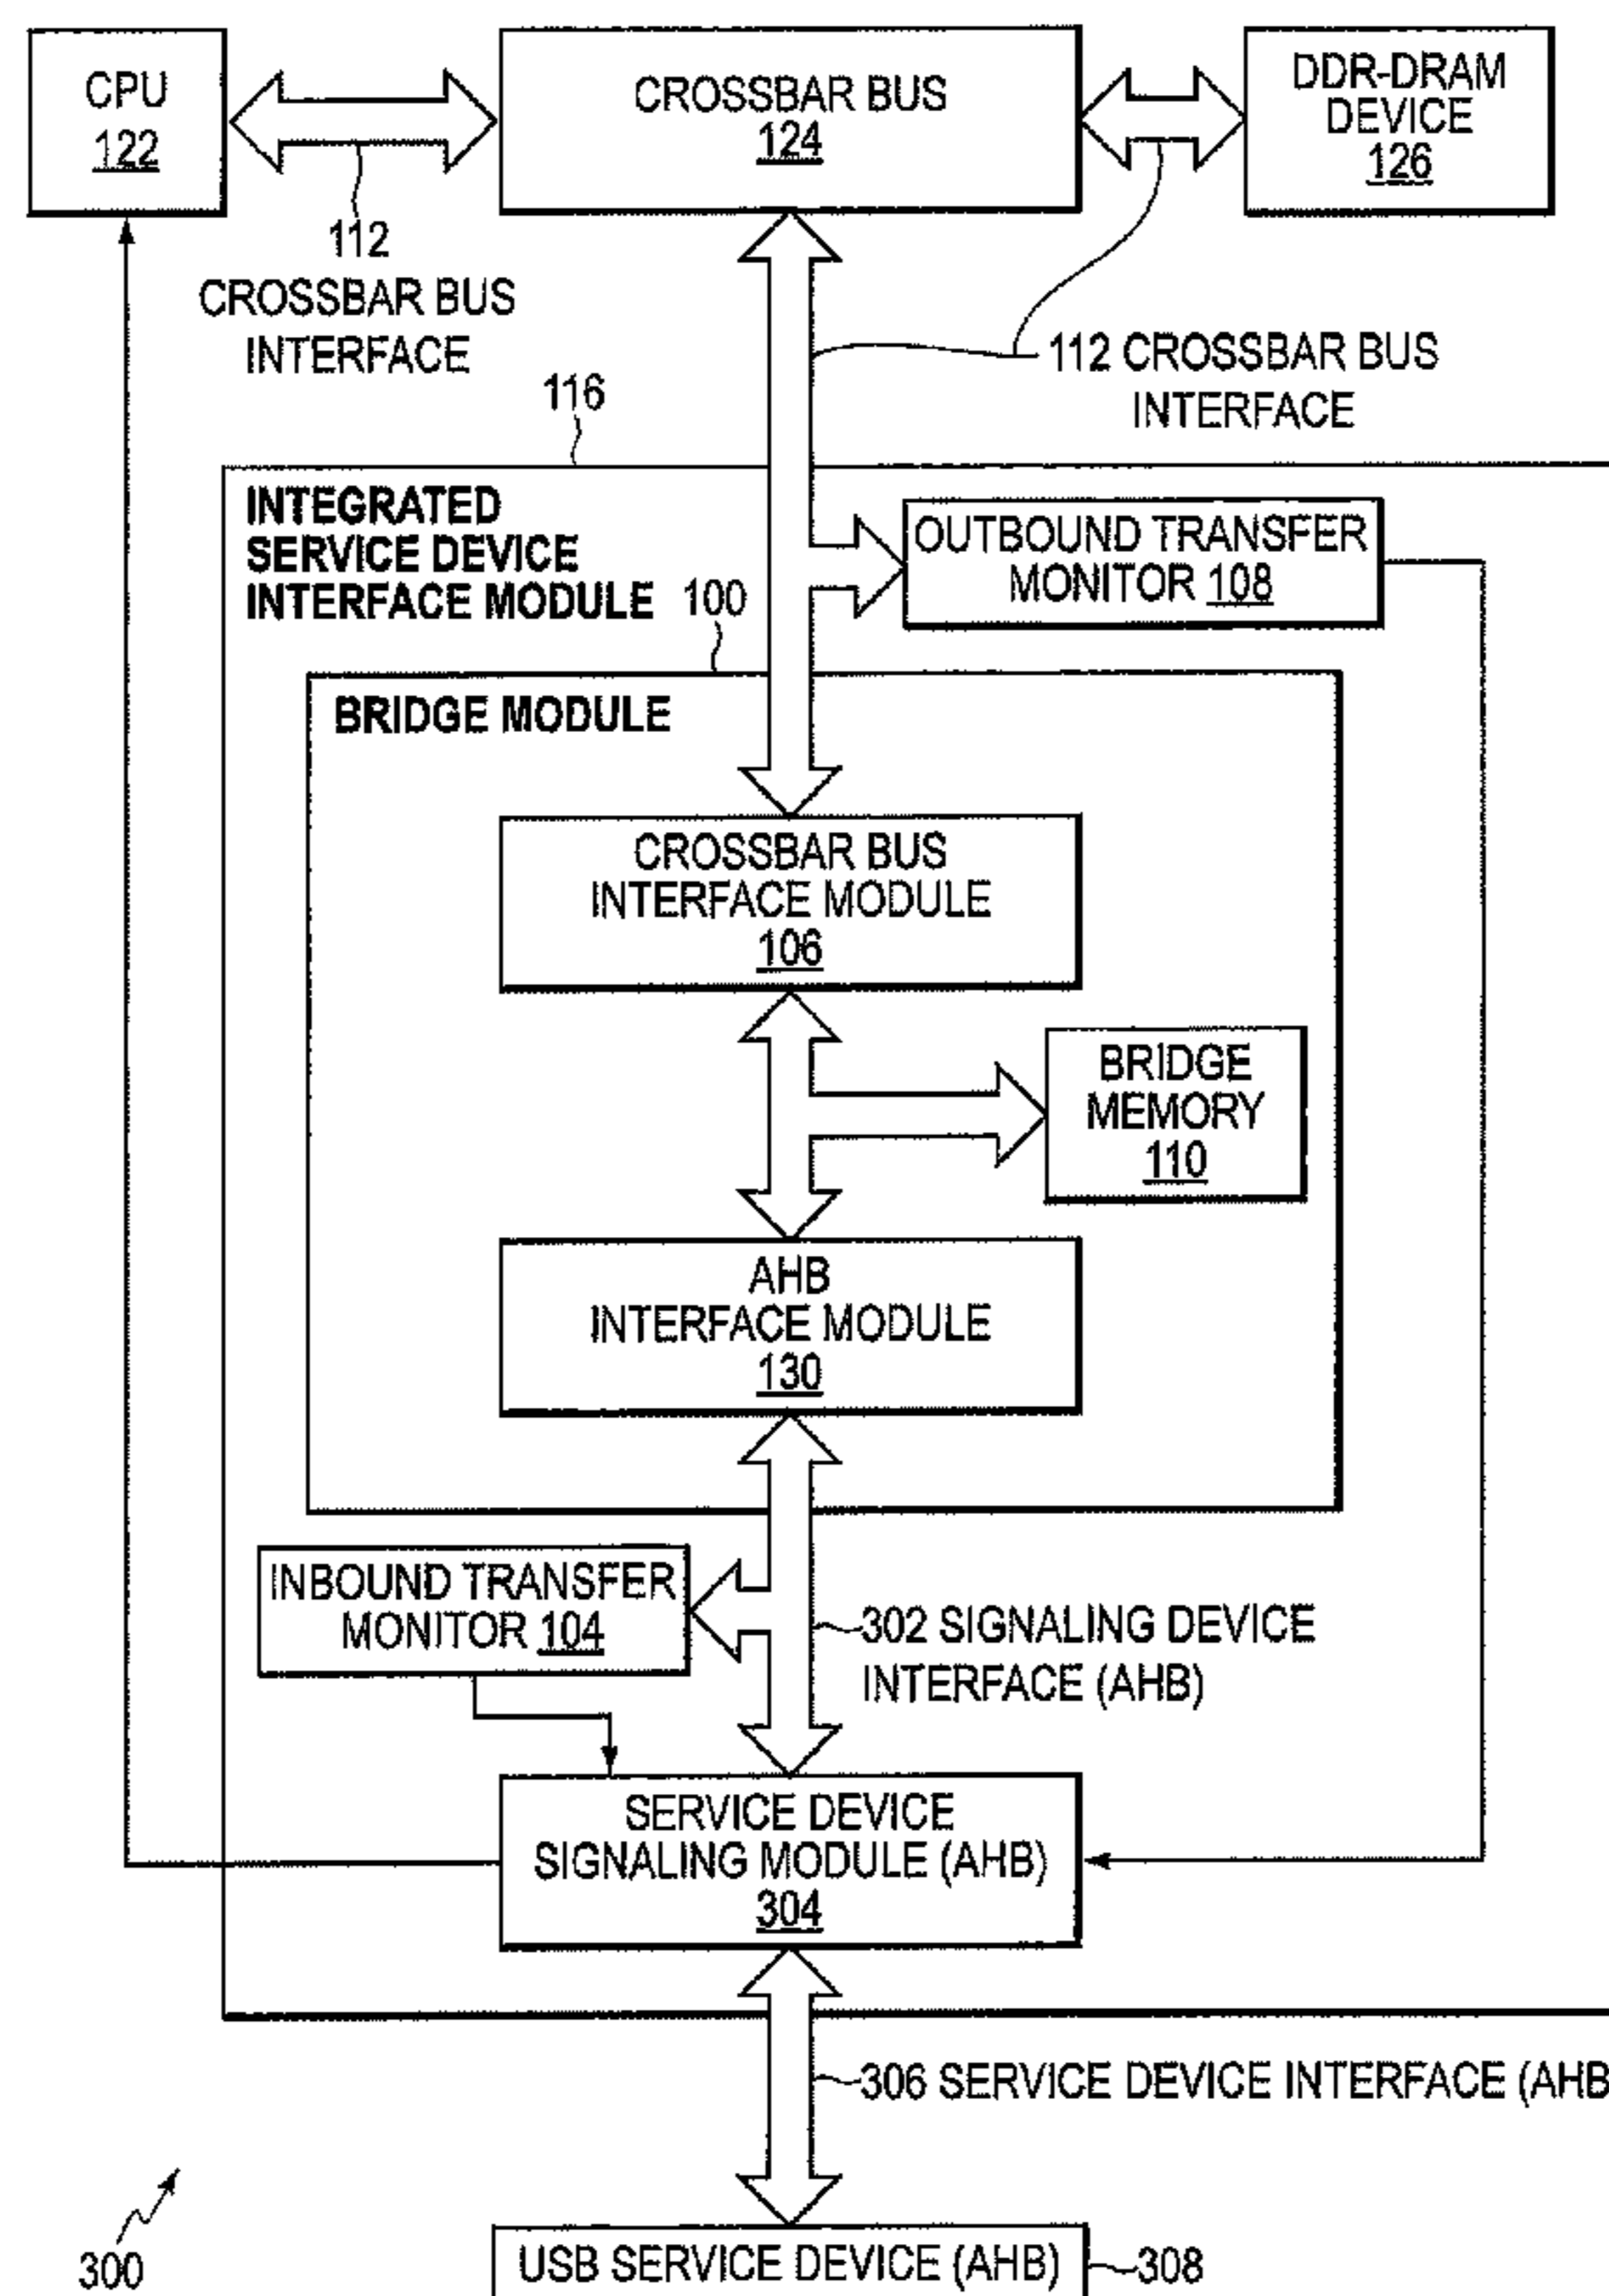 CPU
122
CROSSBAR BUS
124
DDR-DRAM
DEVICE
126
112
CROSSBAR BUS
INTERFACE
112 CROSSBAR BUS
INTERFACE
116
INTEGRATED
SERVICE DEVICE
INTERFACE MODULE
OUTBOUND TRANSFER
MONITOR 108
100
BRIDGE MODULE
CROSSBAR BUS
INTERFACE MODULE
106
BRIDGE
MEMORY
110
AHB
INTERFACE MODULE
130
INBOUND TRANSFER
MONITOR 104
302 SIGNALING DEVICE
INTERFACE (AHB)
SERVICE DEVICE
SIGNALING MODULE (AHB)
304
306 SERVICE DEVICE INTERFACE (AHB
300
USB SERVICE DEVICE (AHB)
308